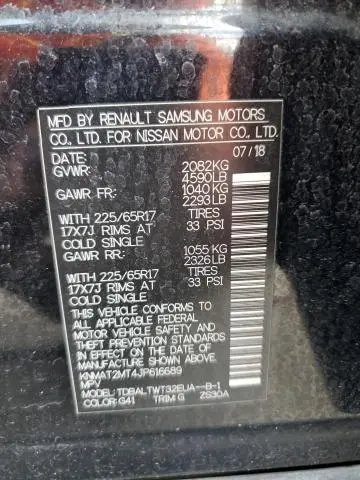 MFD BY RENAULT SAMSUNG MOTORS
CO., LTD. FOR NISSAN MOTOR CO., LTD.
DATE: 07/18
GVWR: 2082KG
4590LB
GAWR FR: 1040 KG
2293 LB
WITH 225/65R17 TIRES
17X7J RIMS AT 33 PSI
COLD SINGLE
GAWR RR: 1055 KG
2326 LB
WITH 225/65R17 TIRES
17X7J RIMS AT 33 PSI
COLD SINGLE
THIS VEHICLE CONFORMS TO
ALL APPLICABLE FEDERAL
MOTOR VEHICLE SAFETY AND
THEFT PREVENTION STANDARDS
IN EFFECT ON THE DATE OF
MANUFACTURE SHOWN ABOVE.
KNMAT2MT4JP616689
MPV
MODEL: TDBALTWT32EUA--B-1
COLOR: G41 TRIM G ZS30A